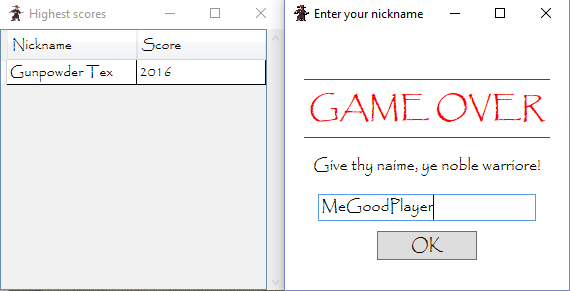 Highest scores
Nickname Score
Gunpowder Tex 2016
Enter your nickname
GAME OVER
Give thy naime, ye noble warriore!
MeGoodPlayer
OK